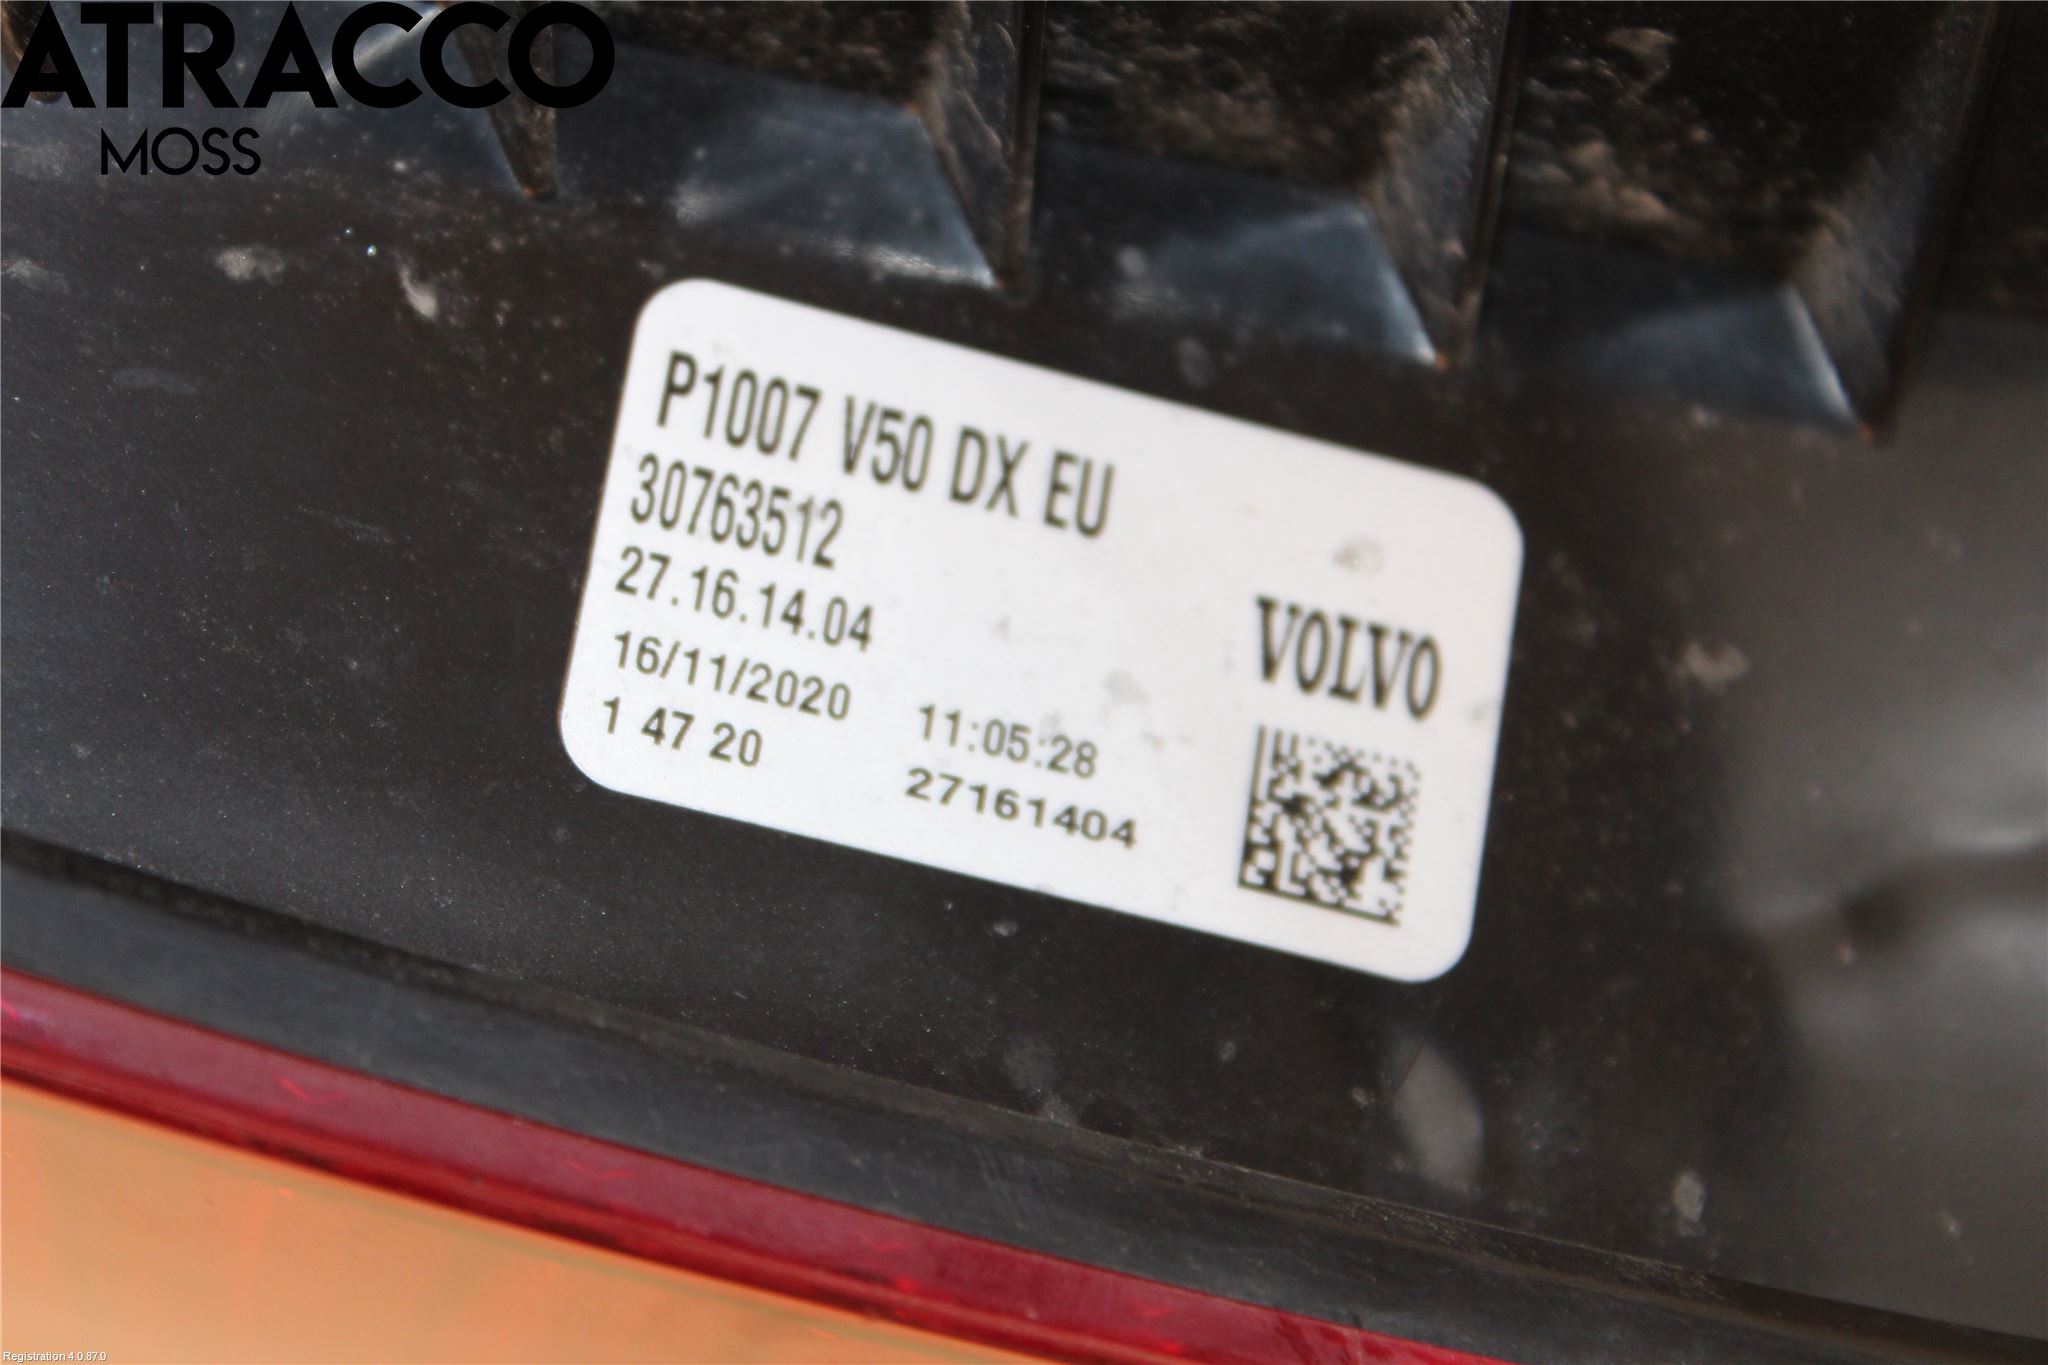 ATRACCO
MOSS
P1007 V50 DX EU
30763512
27.16.14.04
16/11/2020 11:05:28
1 47 20 27161404
VOLVO
Registration 4.0.87.0